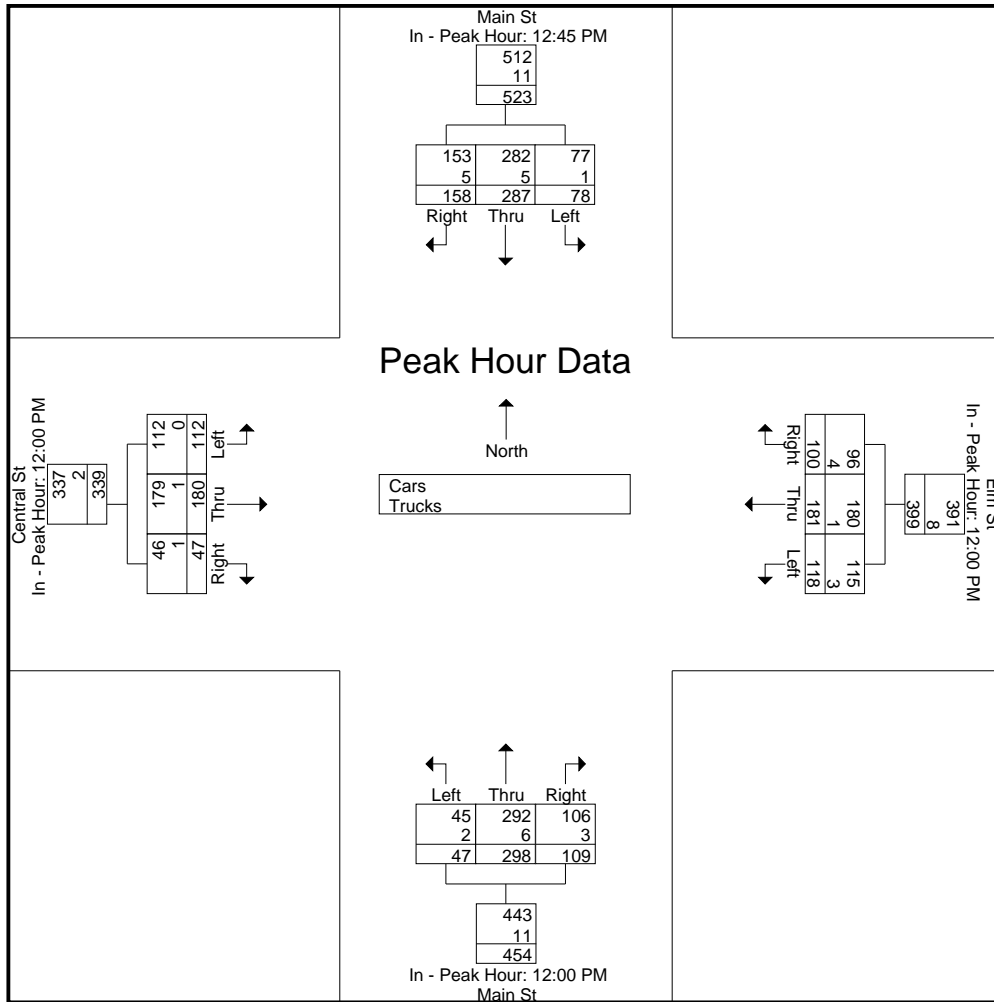 Main St
In - Peak Hour: 12:45 PM
512
11
523
153 282 77
5 5 1
158 287 78
Right Thru Left
Peak Hour Data
North
Cars
Trucks
Central St
In - Peak Hour: 12:00 PM
337
2
339
112 0 112
Left
179 1 180
Thru
46 1 47
Right
Elm St
In - Peak Hour: 12:00 PM
391
8
399
Right
100 4 96
Thru
181 1 180
Left
118 3 115
Left Thru Right
45 292 106
2 6 3
47 298 109
443
11
454
In - Peak Hour: 12:00 PM
Main St